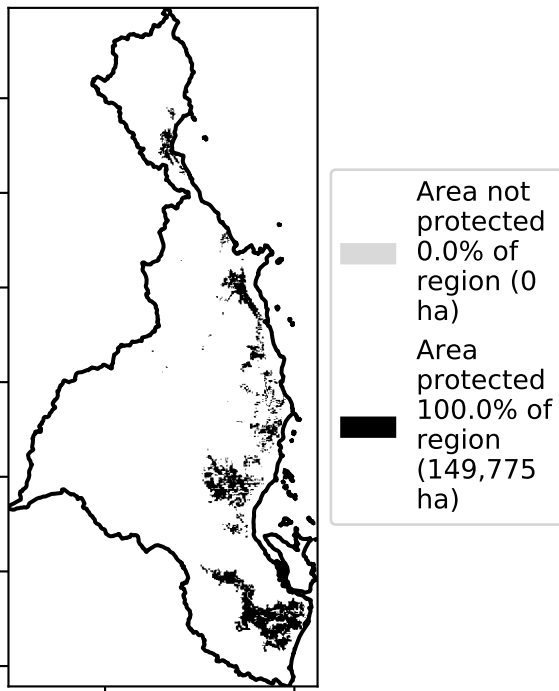 Area not
protected
0.0% of
region (0
ha)
Area
protected
100.0% of
region
(149,775
ha)